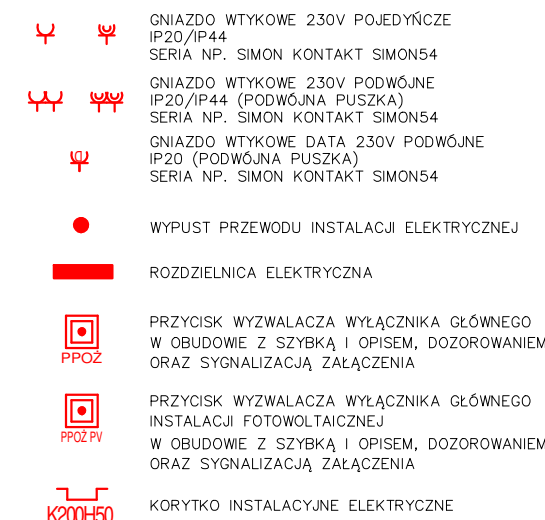 GNIAZDO WTYKOWE 230V POJEDYŃCZE
IP20/IP44
SERIA NP. SIMON KONTAKT SIMON54
GNIAZDO WTYKOWE 230V PODWÓJNE
IP20/IP44 (PODWÓJNA PUSZKA)
SERIA NP. SIMON KONTAKT SIMON54
GNIAZDO WTYKOWE DATA 230V PODWÓJNE
IP20 (PODWÓJNA PUSZKA)
SERIA NP. SIMON KONTAKT SIMON54
WYPUST PRZEWODU INSTALACJI ELEKTRYCZNEJ
ROZDZIELNICA ELEKTRYCZNA
PPOŻ
PRZYCISK WYZWALACZA WYŁĄCZNIKA GŁÓWNEGO
W OBUDOWIE Z SZYBKĄ I OPISEM, DOZOROWANIEM
ORAZ SYGNALIZACJĄ ZAŁĄCZENIA
PPOŻ PV
PRZYCISK WYZWALACZA WYŁĄCZNIKA GŁÓWNEGO
INSTALACJI FOTOWOLTAICZNEJ
W OBUDOWIE Z SZYBKĄ I OPISEM, DOZOROWANIEM
ORAZ SYGNALIZACJĄ ZAŁĄCZENIA
K200H50
KORYTKO INSTALACYJNE ELEKTRYCZNE